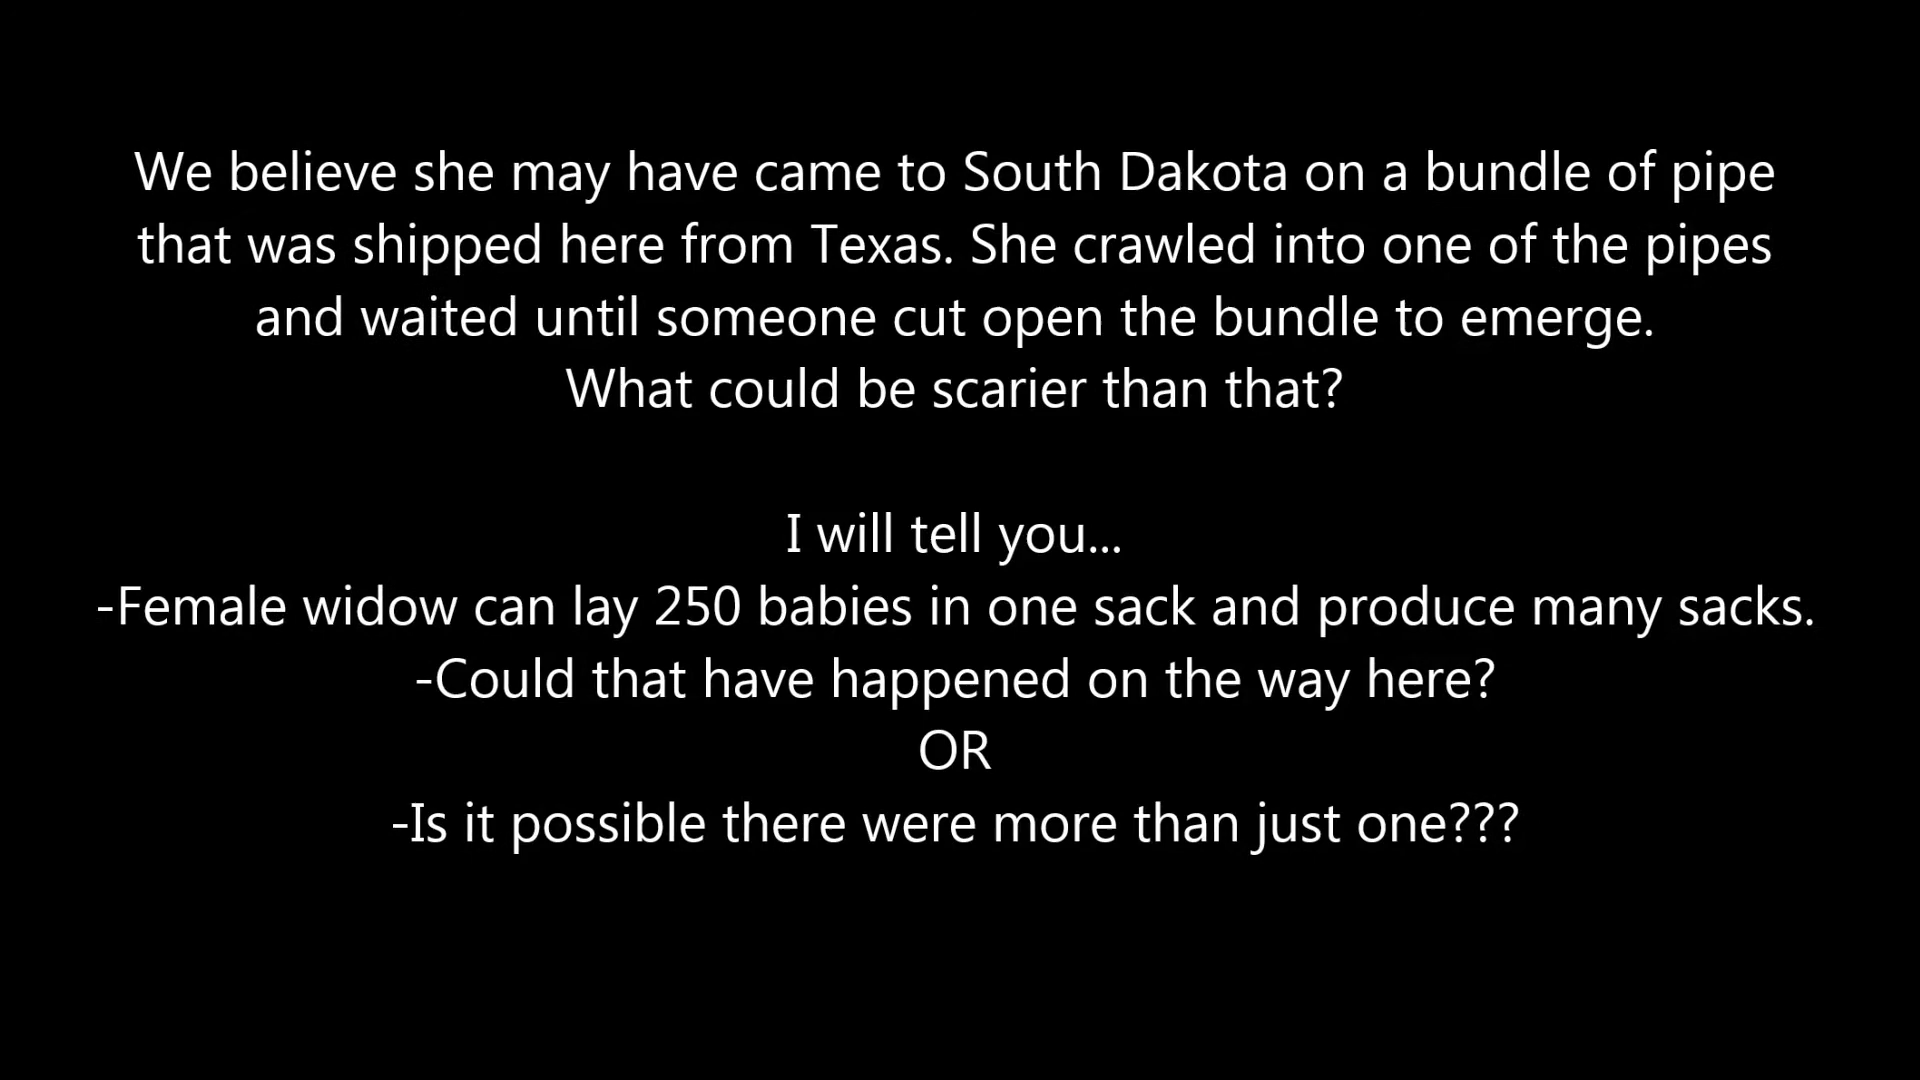 We believe she may have came to South Dakota on a bundle of pipe
that was shipped here from Texas. She crawled into one of the pipes
and waited until someone cut open the bundle to emerge.
What could be scarier than that?
I will tell you...
-Female widow can lay 250 babies in one sack and produce many sacks.
-Could that have happened on the way here?
OR
-Is it possible there were more than just one???